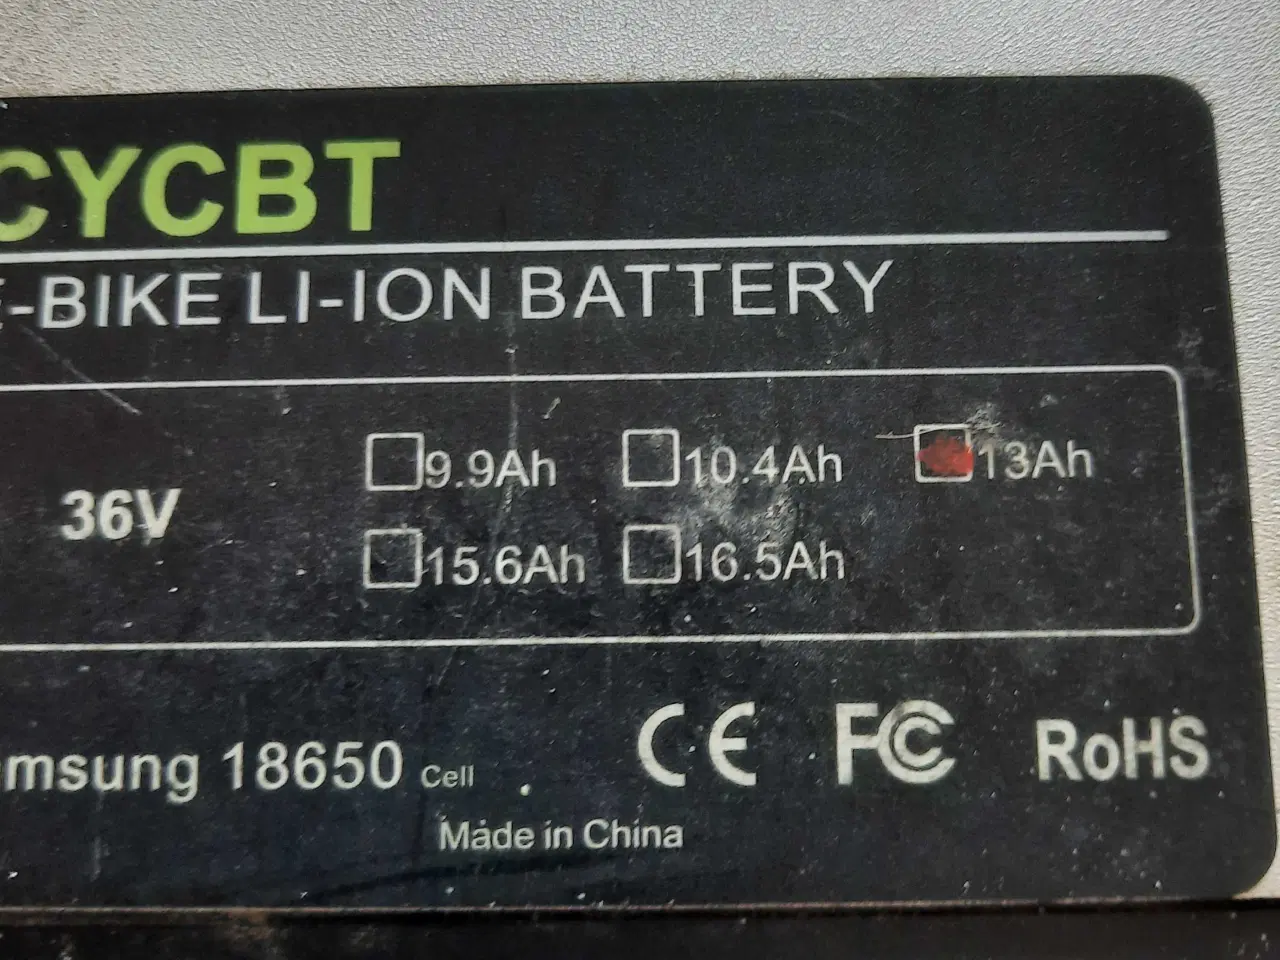 CYCBT
E-BIKE LI-ION BATTERY
36V
9.9Ah 10.4Ah 13Ah
15.6Ah 16.5Ah
msung 18650 Cell
CE FC RoHS
Made in China